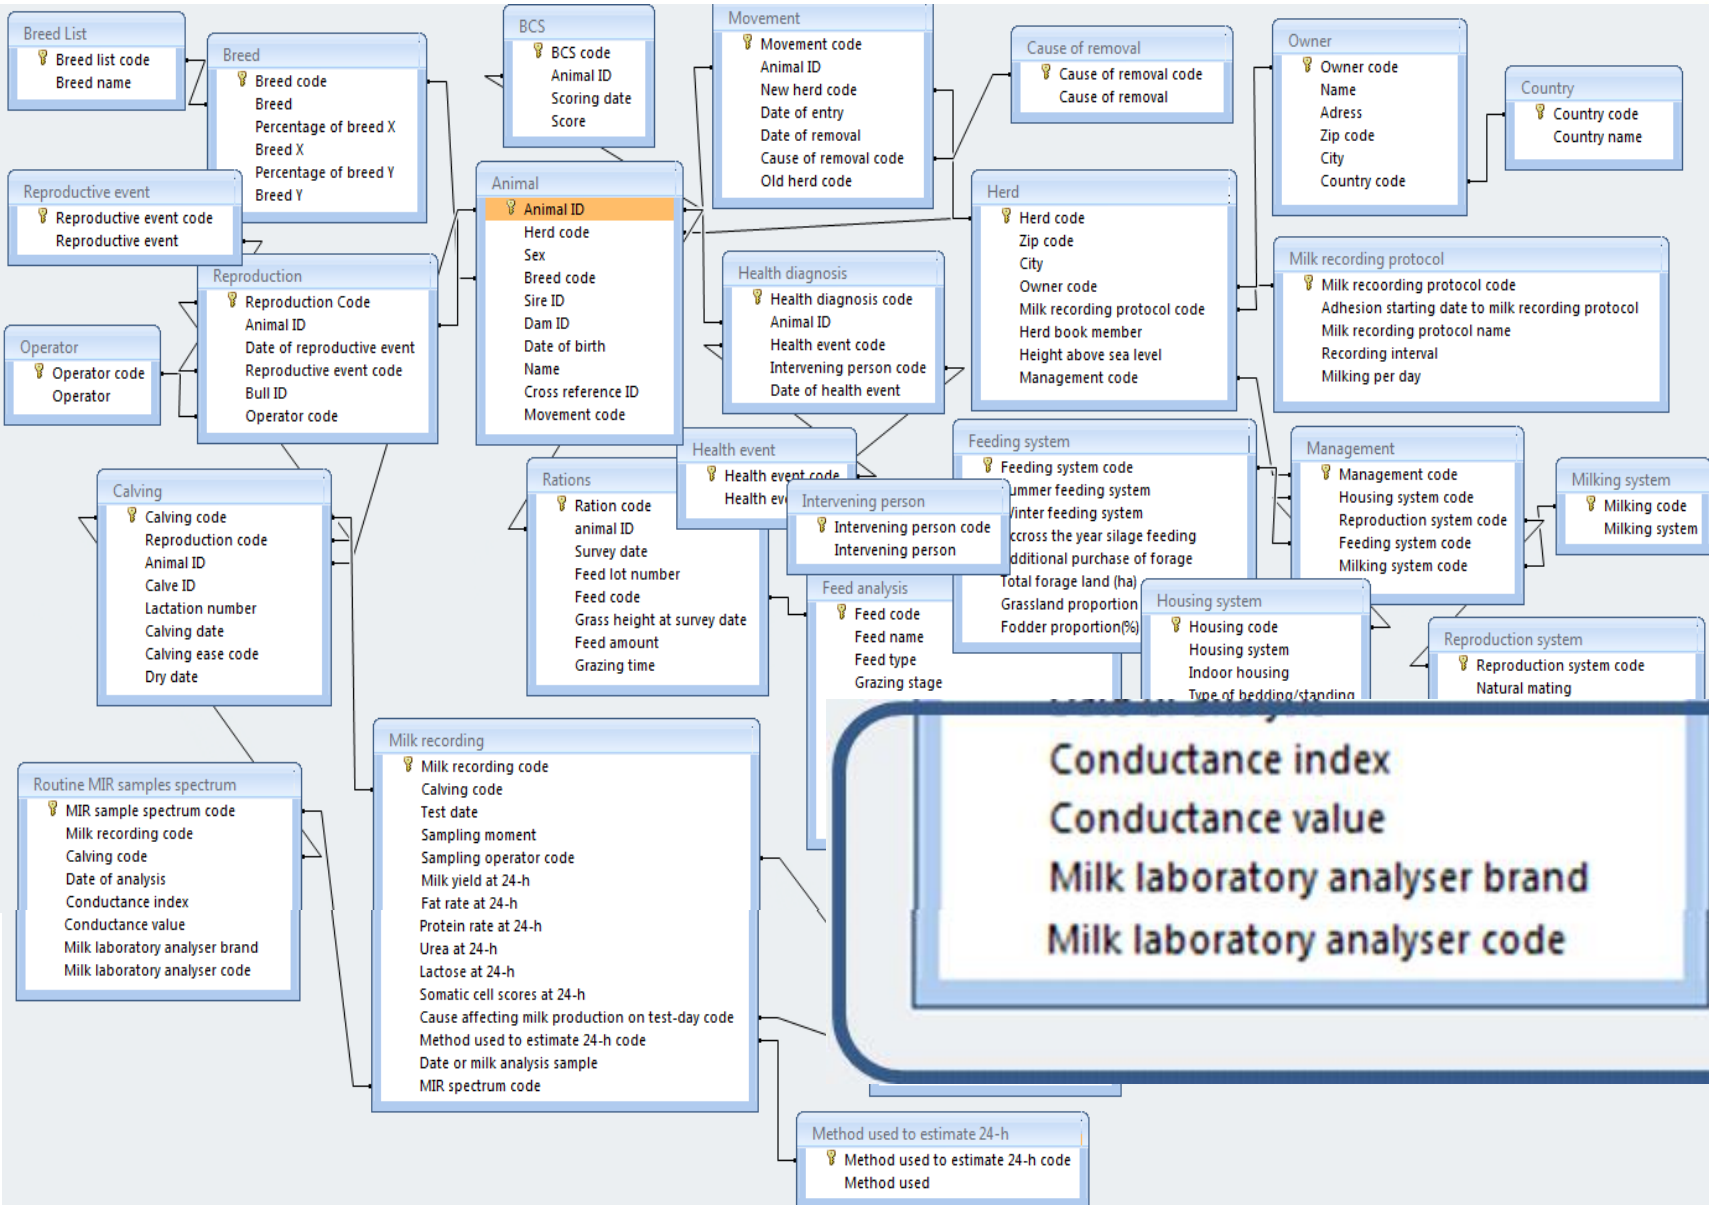 Breed List
Breed list code
Breed name
Breed
Breed code
Breed
Percentage of breed X
Breed X
Percentage of breed Y
Breed Y
BCS
BCS code
Animal ID
Scoring date
Score
Movement
Movement code
Animal ID
New herd code
Date of entry
Date of removal
Cause of removal code
Old herd code
Cause of removal
Cause of removal code
Cause of removal
Owner
Owner code
Name
Adress
Zip code
City
Country code
Country
Country code
Country name
Reproductive event
Reproductive event code
Reproductive event
Animal
Animal ID
Herd code
Sex
Breed code
Sire ID
Dam ID
Date of birth
Name
Cross reference ID
Movement code
Herd
Herd code
Zip code
City
Owner code
Milk recording protocol code
Herd book member
Height above sea level
Management code
Milk recording protocol
Milk recoording protocol code
Adhesion starting date to milk recording protocol
Milk recording protocol name
Recording interval
Milking per day
Reproduction
Reproduction Code
Animal ID
Date of reproductive event
Reproductive event code
Bull ID
Operator code
Health diagnosis
Health diagnosis code
Animal ID
Health event code
Intervening person code
Date of health event
Operator
Operator code
Operator
Health event
Health event code
Health
Intervening person
Intervening person code
Intervening person
Feeding system
Feeding system code
ummer feeding system
inter feeding system
ccross the year silage feeding
dditional purchase of forage
Total forage land (ha)
Grassland proportion
Fodder proportion(%)
Management
Management code
Housing system code
Reproduction system code
Feeding system code
Milking system code
Milking system
Milking code
Milking system
Calving
Calving code
Reproduction code
Animal ID
Calve ID
Lactation number
Calving date
Calving ease code
Dry date
Rations
Ration code
animal ID
Survey date
Feed lot number
Feed code
Grass height at survey date
Feed amount
Grazing time
Feed analysis
Feed code
Feed name
Feed type
Grazing stage
Housing system
Housing code
Housing system
Indoor housing
Type of bedding/standing
Reproduction system
Reproduction system code
Natural mating
Routine MIR samples spectrum
MIR sample spectrum code
Milk recording code
Calving code
Date of analysis
Conductance index
Conductance value
Milk laboratory analyser brand
Milk laboratory analyser code
Milk recording
Milk recording code
Calving code
Test date
Sampling moment
Sampling operator code
Milk yield at 24-h
Fat rate at 24-h
Protein rate at 24-h
Urea at 24-h
Lactose at 24-h
Somatic cell scores at 24-h
Cause affecting milk production on test-day code
Method used to estimate 24-h code
Date or milk analysis sample
MIR spectrum code
Conductance index
Conductance value
Milk laboratory analyser brand
Milk laboratory analyser code
Method used to estimate 24-h
Method used to estimate 24-h code
Method used